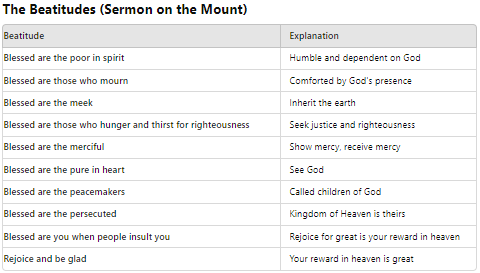 The Beatitudes (Sermon on the Mount)
Beatitude Explanation
Blessed are the poor in spirit Humble and dependent on God
Blessed are those who mourn Comforted by God's presence
Blessed are the meek Inherit the earth
Blessed are those who hunger and thirst for righteousness Seek justice and righteousness
Blessed are the merciful Show mercy, receive mercy
Blessed are the pure in heart See God
Blessed are the peacemakers Called children of God
Blessed are the persecuted Kingdom of Heaven is theirs
Blessed are you when people insult you Rejoice for great is your reward in heaven
Rejoice and be glad Your reward in heaven is great